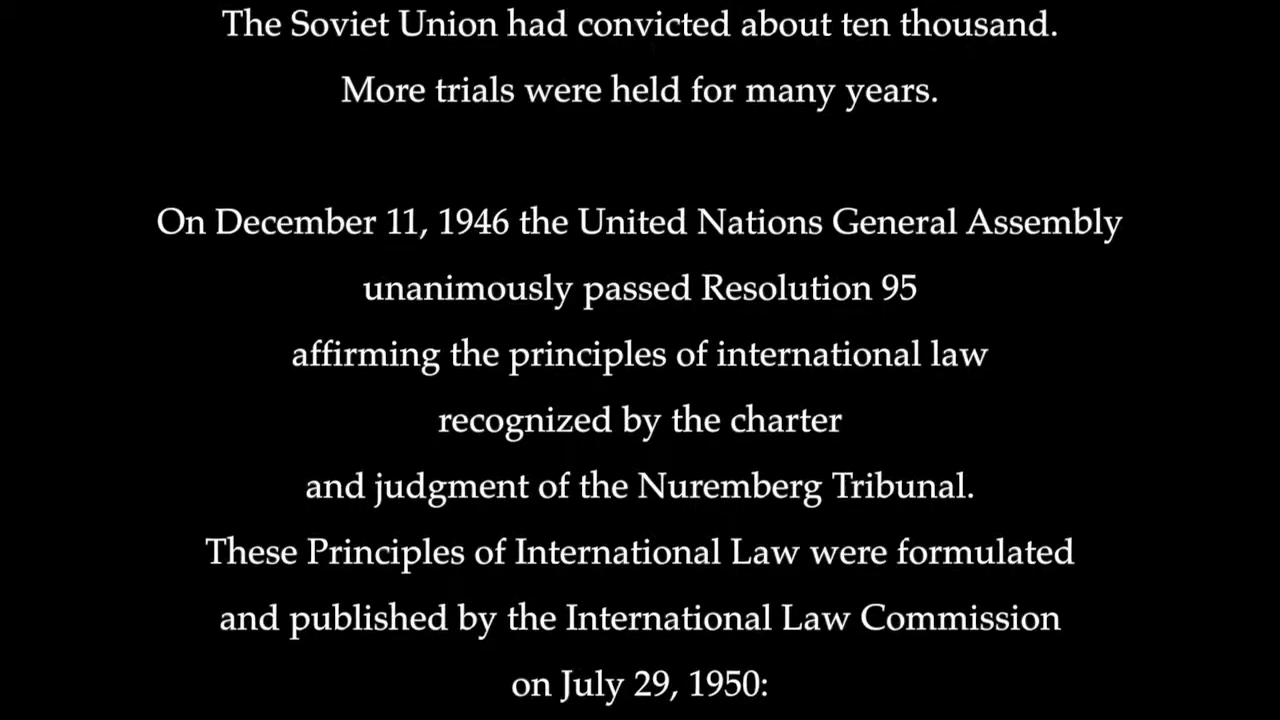 The Soviet Union had convicted about ten thousand.
More trials were held for many years.
On December 11, 1946 the United Nations General Assembly
unanimously passed Resolution 95
affirming the principles of international law
recognized by the charter
and judgment of the Nuremberg Tribunal.
These Principles of International Law were formulated
and published by the International Law Commission
on July 29, 1950: